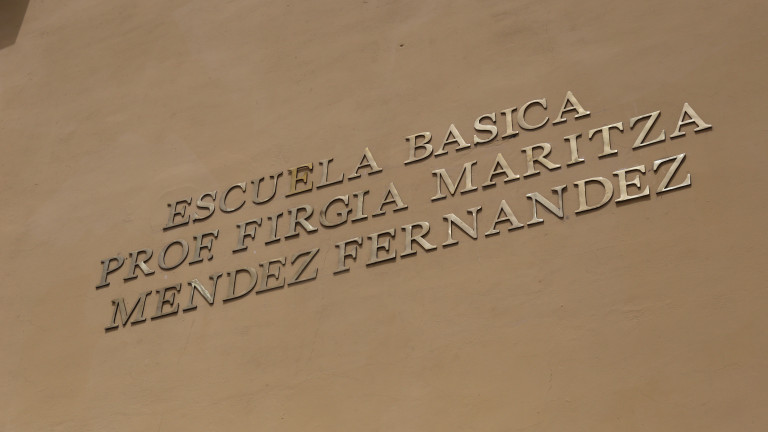 ESCUELA BASICA
PROF. FIRGIA MARITZA
MENDEZ FERNANDEZ